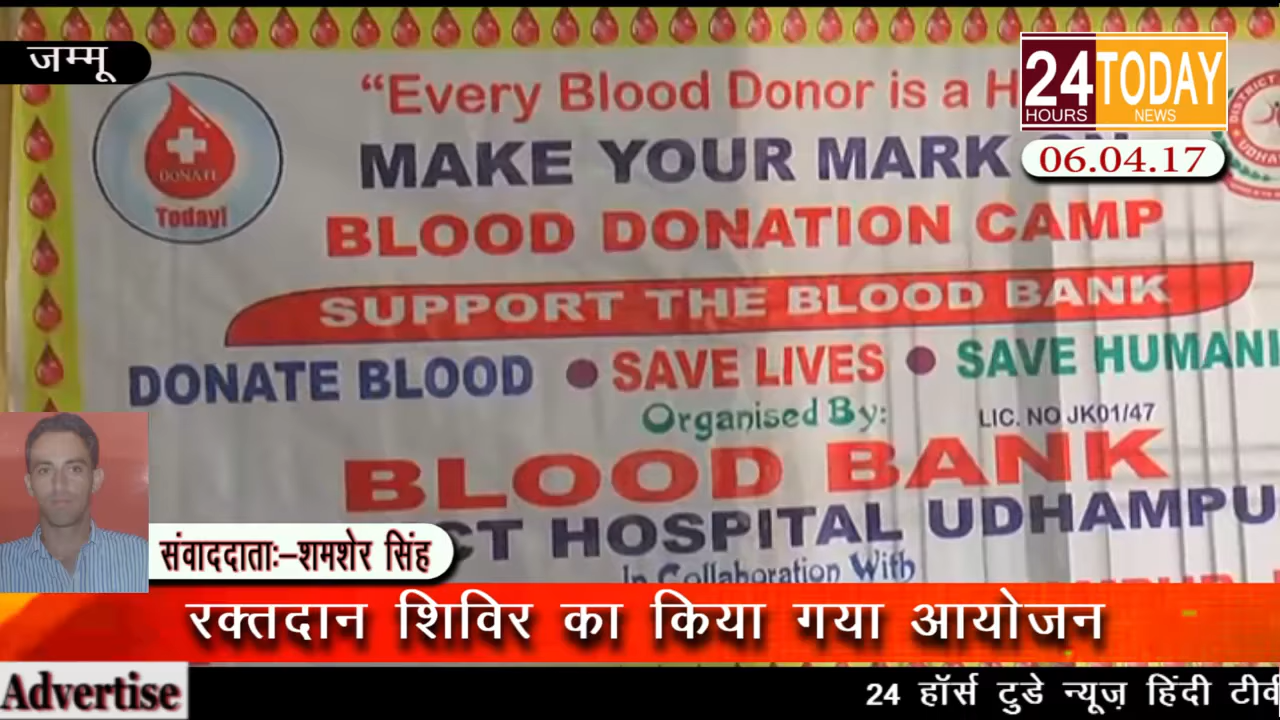 जम्मू
24 TODAY
HOURS NEWS
06.04.17
DISTRICT
UDHA
DONATE
Today!
“Every Blood Donor is a H
MAKE YOUR MARK
BLOOD DONATION CAMP
SUPPORT THE BLOOD BANK
DONATE BLOOD ● SAVE LIVES ● SAVE HUMANI
Organised By: LIC. NO JK01/47
BLOOD BANK
CT HOSPITAL UDHAMPU
In Collaboration With
संवाददाताः-शमशेर सिंह
रक्तदान शिविर का किया गया आयोजन
Advertise
24 हॉर्स टुडे न्यूज़ हिंदी टीवी